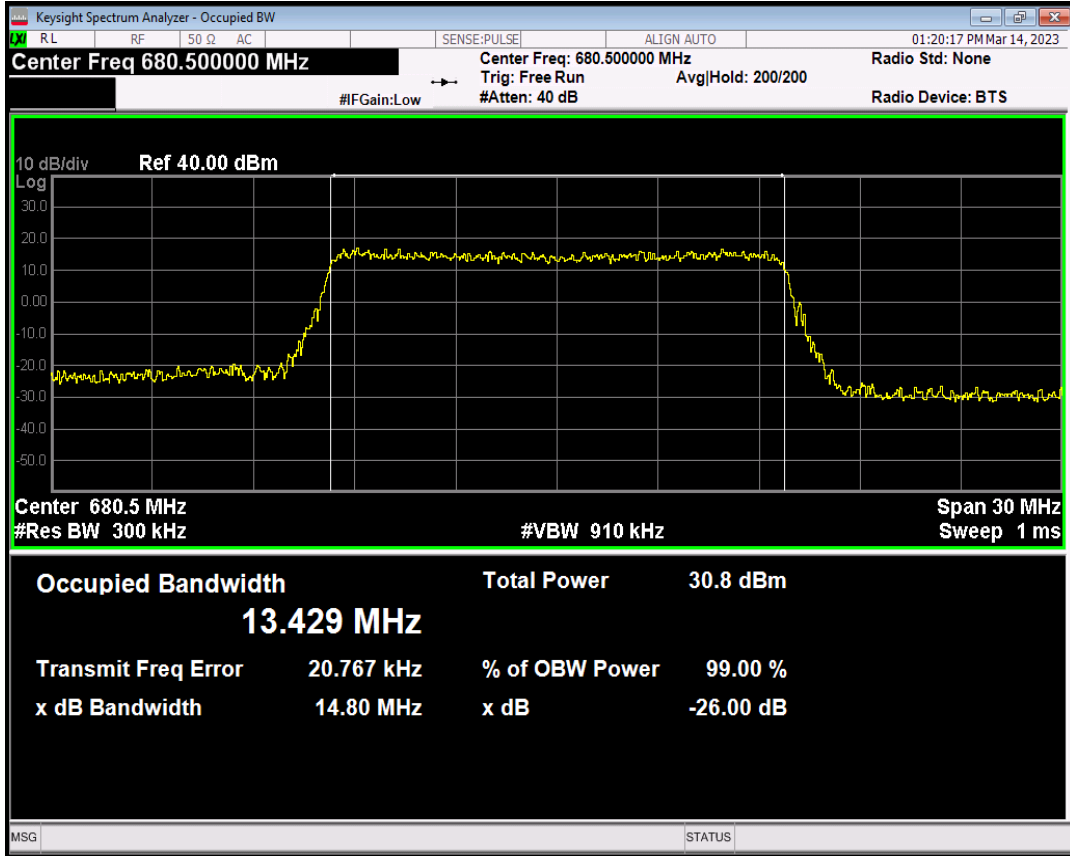 Keysight Spectrum Analyzer - Occupied BW
LXI RL RF 50 Ω AC SENSE:PULSE ALIGN AUTO 01:20:17 PM Mar 14, 2023
Center Freq 680.500000 MHz Center Freq: 680.500000 MHz Radio Std: None
Trig: Free Run Avg|Hold: 200/200
#IFGain:Low #Atten: 40 dB Radio Device: BTS
10 dB/div Ref 40.00 dBm
Log
30.0
20.0
10.0
0.00
-10.0
-20.0
-30.0
-40.0
-50.0
Center 680.5 MHz Span 30 MHz
#Res BW 300 kHz #VBW 910 kHz Sweep 1 ms
Occupied Bandwidth Total Power 30.8 dBm
13.429 MHz
Transmit Freq Error 20.767 kHz % of OBW Power 99.00 %
x dB Bandwidth 14.80 MHz x dB -26.00 dB
MSG STATUS